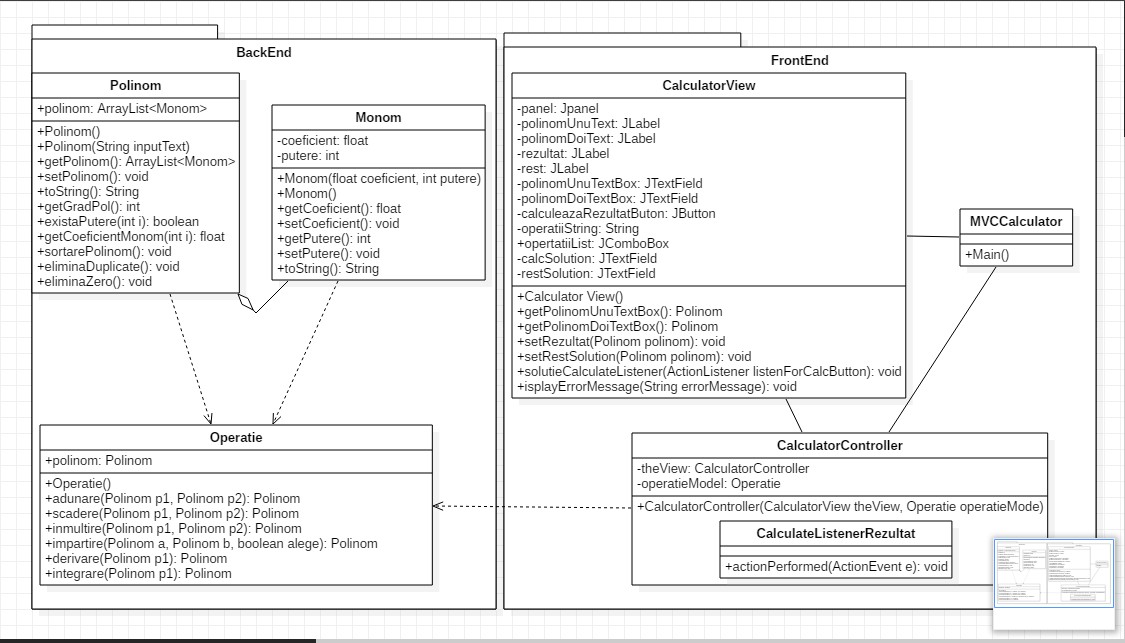 BackEnd
Polinom
+polinom: ArrayList<Monom>
+Polinom()
+Polinom(String inputText)
+getPolinom(): ArrayList<Monom>
+setPolinom(): void
+toString(): String
+getGradPol(): int
+existaPutere(int i): boolean
+getCoeficientMonom(int i): float
+sortarePolinom(): void
+eliminaDuplicate(): void
+eliminaZero(): void
Monom
-coeficient: float
-putere: int
+Monom(float coeficient, int putere)
+Monom()
+getCoeficient(): float
+setCoeficient(): void
+getPutere(): int
+setPutere(): void
+toString(): String
Operatie
+polinom: Polinom
+Operatie()
+adunare(Polinom p1, Polinom p2): Polinom
+scadere(Polinom p1, Polinom p2): Polinom
+inmultire(Polinom p1, Polinom p2): Polinom
+impartire(Polinom a, Polinom b, boolean alege): Polinom
+derivare(Polinom p1): Polinom
+integrare(Polinom p1): Polinom
FrontEnd
CalculatorView
-panel: Jpanel
-polinomUnuText: JLabel
-polinomDoiText: JLabel
-rezultat: JLabel
-rest: JLabel
-polinomUnuTextBox: JTextField
-polinomDoiTextBox: JTextField
-calculeazaRezultatButon: JButton
-operatiiString: String
+opertatiiList: JComboBox
-calcSolution: JTextField
-restSolution: JTextField
+Calculator View()
+getPolinomUnuTextBox(): Polinom
+getPolinomDoiTextBox(): Polinom
+setRezultat(Polinom polinom): void
+setRestSolution(Polinom polinom): void
+solutieCalculateListener(ActionListener listenForCalcButton): void
+isplayErrorMessage(String errorMessage): void
MVCCalculator
+Main()
CalculatorController
-theView: CalculatorController
-operatieModel: Operatie
+CalculatorController(CalculatorView theView, Operatie operatieMode)
CalculateListenerRezultat
+actionPerformed(ActionEvent e): void